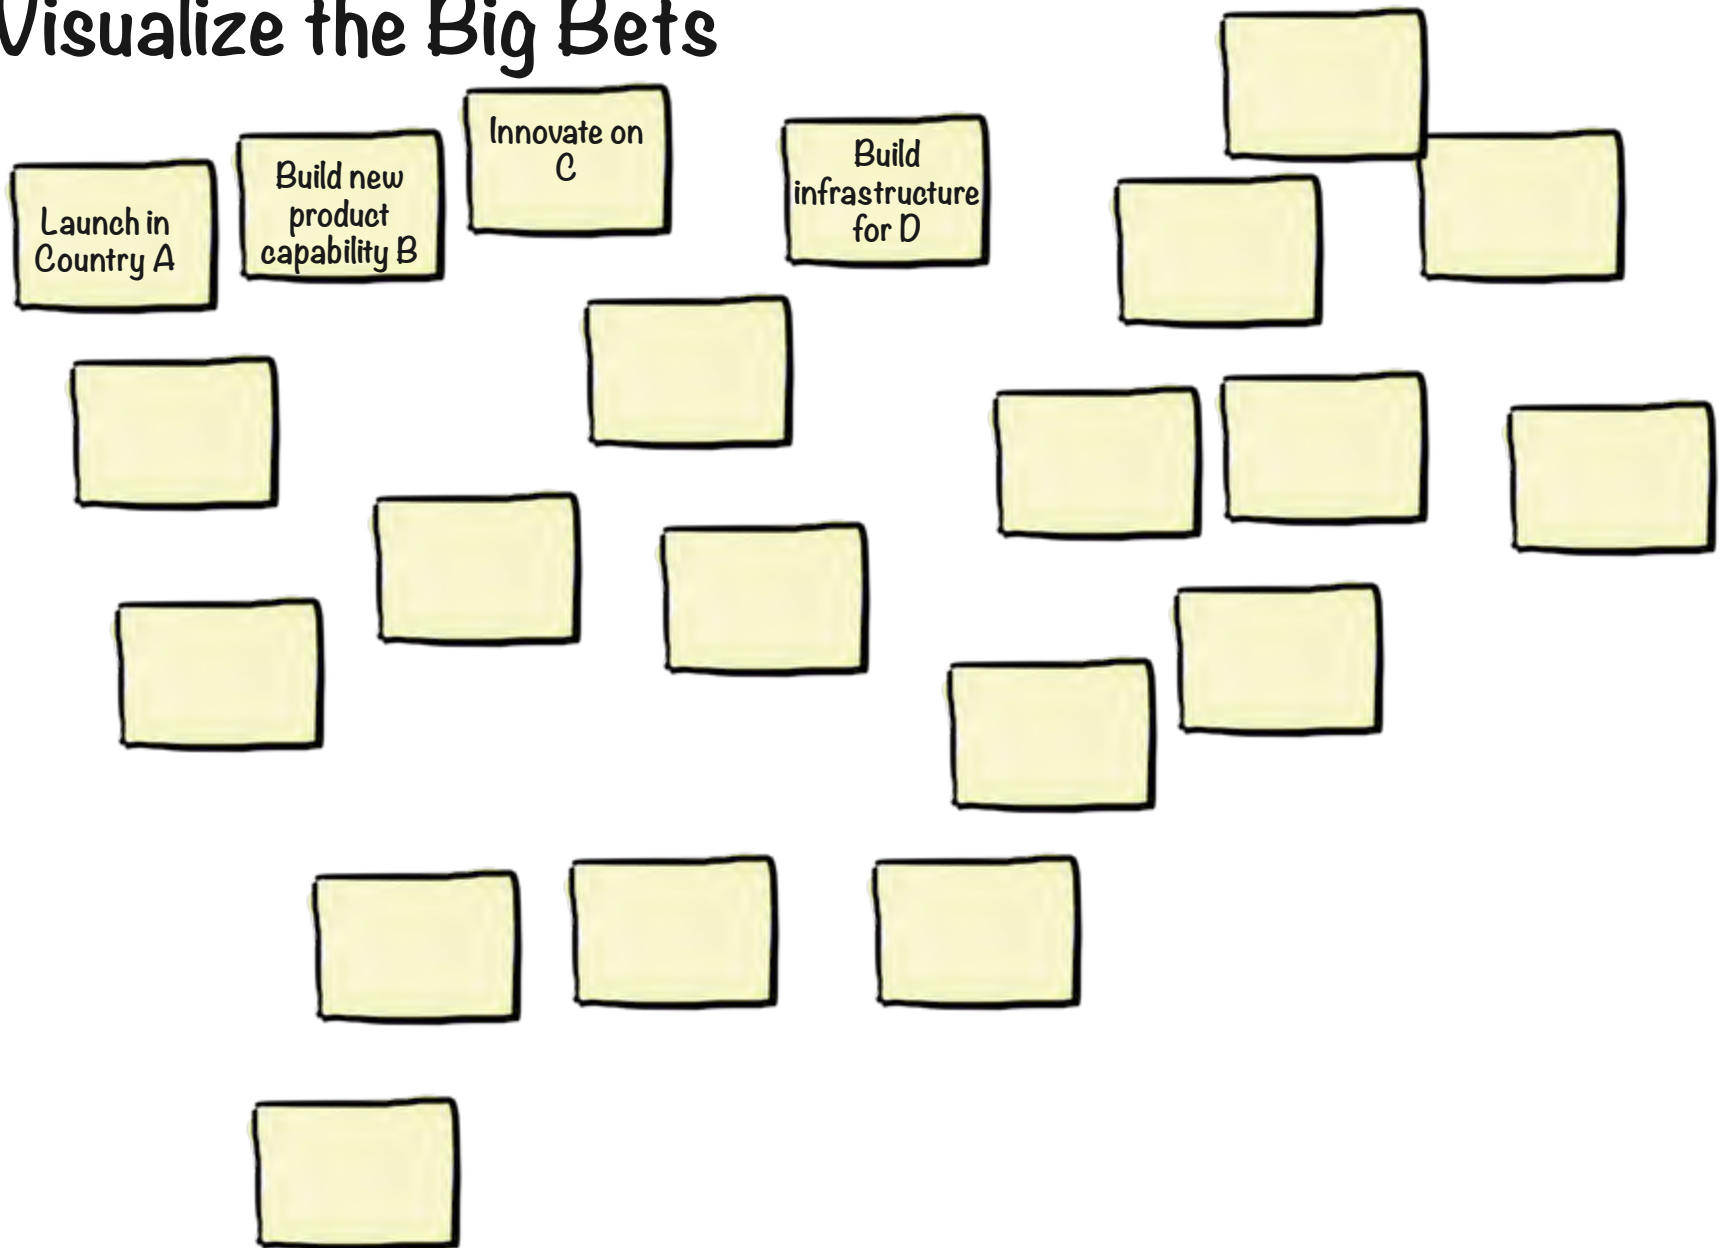 Visualize the Big Bets
Launch in
Country A
Build new
product
capability B
Innovate on
C
Build
infrastructure
for D